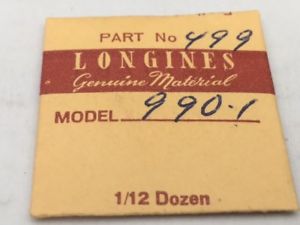 PART No 499
LONGINES
Genuine Material
MODEL 990.1
1/12 Dozen